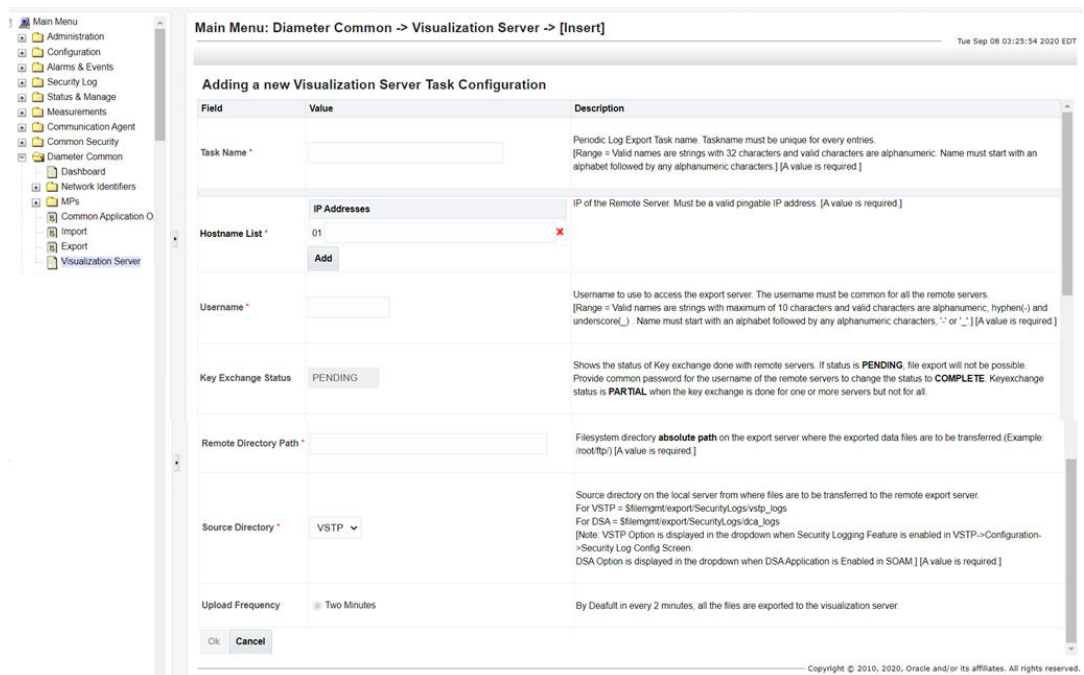 Main Menu
Administration
Configuration
Alarms & Events
Security Log
Status & Manage
Measurements
Communication Agent
Common Security
Diameter Common
Dashboard
Network Identifiers
MPs
Common Application O
Import
Export
Visualization Server
Main Menu: Diameter Common -> Visualization Server -> [Insert]
Tue Sep 08 03:25:54 2020 EDT
Adding a new Visualization Server Task Configuration
Field Value Description
Task Name *
Periodic Log Export Task name. Taskname must be unique for every entries.
[Range = Valid names are strings with 32 characters and valid characters are alphanumeric. Name must start with an
alphabet followed by any alphanumeric characters.] [A value is required.]
Hostname List *
IP Addresses
01
Add
IP of the Remote Server. Must be a valid pingable IP address. [A value is required.]
Username *
Username to use to access the export server. The username must be common for all the remote servers.
[Range = Valid names are strings with maximum of 10 characters and valid characters are alphanumeric, hyphen(-) and
underscore(_) . Name must start with an alphabet followed by any alphanumeric characters, '-' or '_' ] [A value is required.]
Key Exchange Status PENDING
Shows the status of Key exchange done with remote servers. If status is PENDING, file export will not be possible.
Provide common password for the username of the remote servers to change the status to COMPLETE. Keyexchange
status is PARTIAL when the key exchange is done for one or more servers but not for all.
Remote Directory Path *
Filesystem directory absolute path on the export server where the exported data files are to be transferred.(Example:
/root/ftp/) [A value is required.]
Source Directory * VSTP
Source directory on the local server from where files are to be transferred to the remote export server.
For VSTP = $filemgmt/export/SecurityLogs/vstp_logs
For DSA = $filemgmt/export/SecurityLogs/dca_logs
[Note: VSTP Option is displayed in the dropdown when Security Logging Feature is enabled in VSTP->Configuration-
>Security Log Config Screen.
DSA Option is displayed in the dropdown when DSA Application is Enabled in SOAM.] [A value is required.]
Upload Frequency Two Minutes By Deafult in every 2 minutes, all the files are exported to the visualization server.
Ok Cancel
Copyright © 2010, 2020, Oracle and/or its affiliates. All rights reserved.